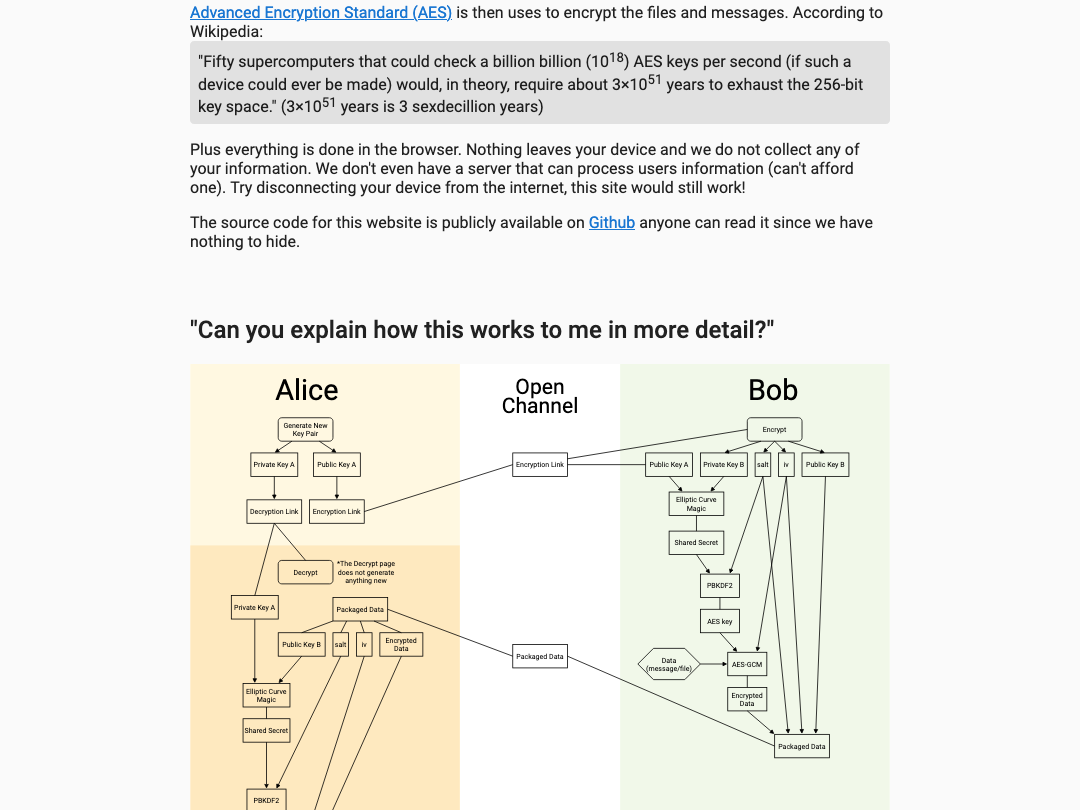 Advanced Encryption Standard (AES) is then uses to encrypt the files and messages. According to
Wikipedia:
"Fifty supercomputers that could check a billion billion (10^18) AES keys per second (if such a
device could ever be made) would, in theory, require about 3×10^51 years to exhaust the 256-bit
key space." (3×10^51 years is 3 sexdecillion years)
Plus everything is done in the browser. Nothing leaves your device and we do not collect any of
your information. We don't even have a server that can process users information (can't afford
one). Try disconnecting your device from the internet, this site would still work!
The source code for this website is publicly available on Github anyone can read it since we have
nothing to hide.
"Can you explain how this works to me in more detail?"
Alice
Generate New
Key Pair
Private Key A
Public Key A
Decryption Link
Encryption Link
Decrypt
*The Decrypt page
does not generate
anything new
Private Key A
Packaged Data
Public Key B
salt
iv
Encrypted
Data
Elliptic Curve
Magic
Shared Secret
PBKDF2
Open
Channel
Encryption Link
Packaged Data
Bob
Encrypt
Public Key A
Private Key B
salt
iv
Public Key B
Elliptic Curve
Magic
Shared Secret
PBKDF2
AES key
Data
(message/file)
AES-GCM
Encrypted
Data
Packaged Data